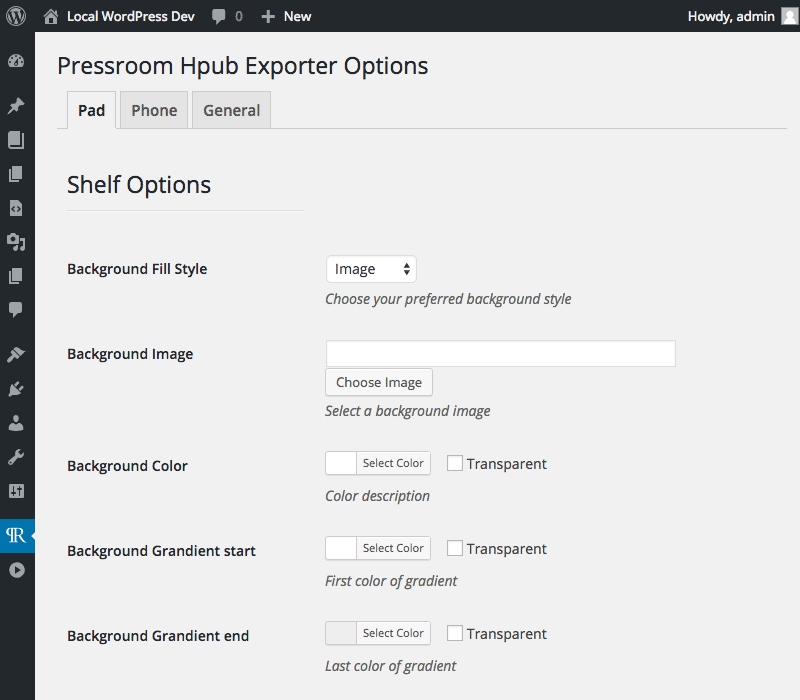 Local WordPress Dev 0 New Howdy, admin
Pressroom Hpub Exporter Options
Pad Phone General
Shelf Options
Background Fill Style Image
Choose your preferred background style
Background Image
Choose Image
Select a background image
Background Color Select Color Transparent
Color description
Background Grandient start Select Color Transparent
First color of gradient
Background Grandient end Select Color Transparent
Last color of gradient